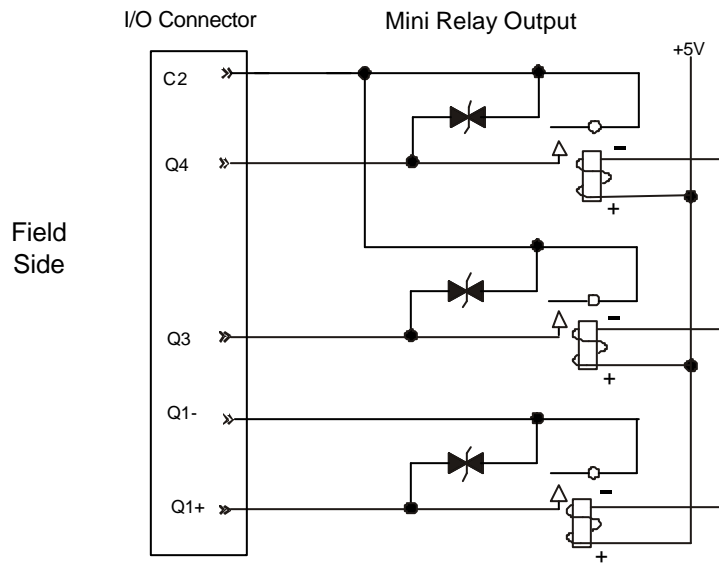 I/O Connector
Mini Relay Output
+5V
C2
-
Q4
+
Field
Side
-
Q3
+
Q1-
-
Q1+
+